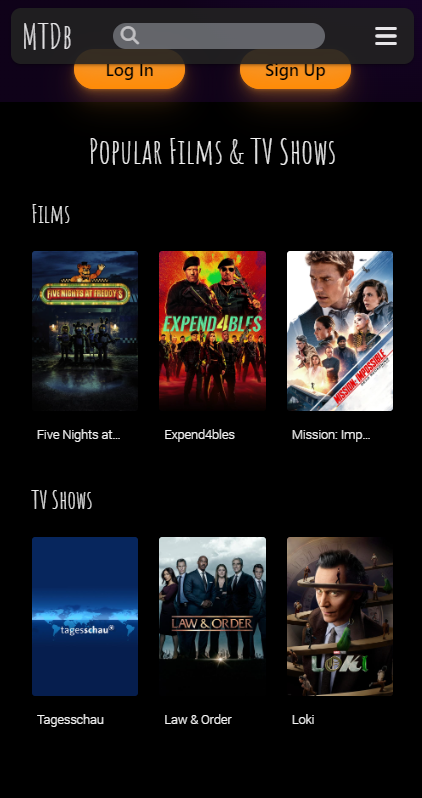 MTDb
Log In
Sign Up
Popular Films & TV Shows
Films
FIVE NIGHTS AT FREDDY'S
EXPEND4BLES
MISSION: IMPOSSIBLE
Five Nights at...
Expend4bles
Mission: Imp...
TV Shows
tagesschau
LAW & ORDER
LOKI
Tagesschau
Law & Order
Loki